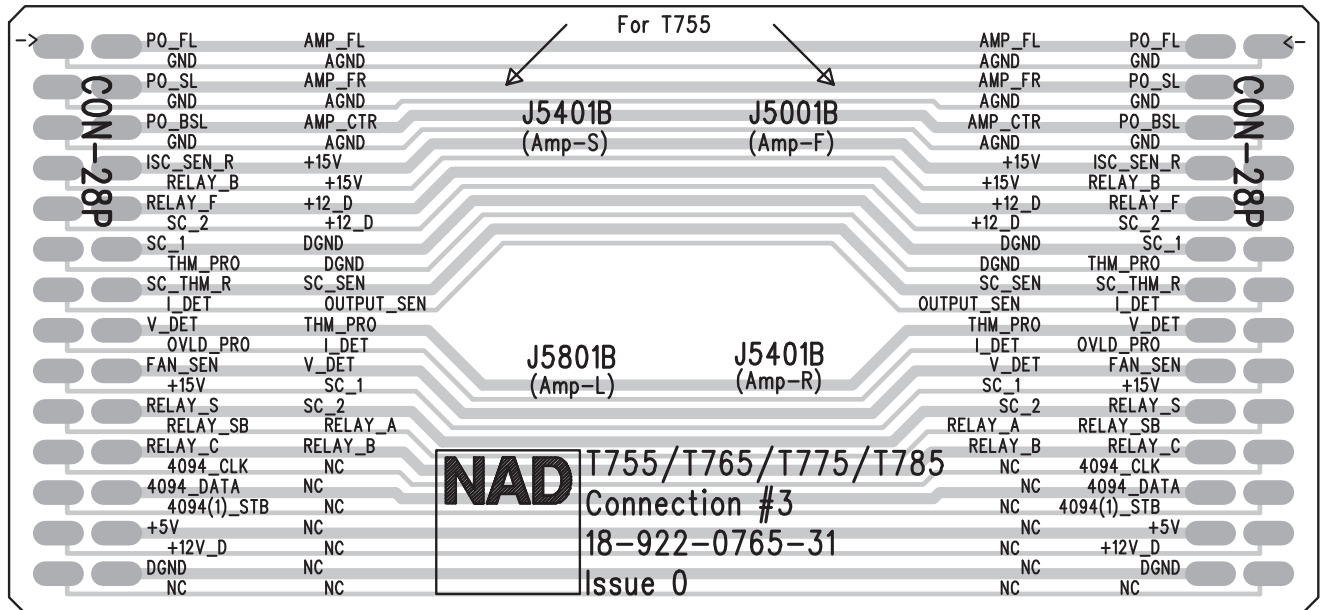 For T755
-> PO_FL AMP_FL AMP_FL PO_FL <-
GND AGND AGND GND
PO_SL AMP_FR AMP_FR PO_SL
GND AGND AGND GND
CON-28P
CON-28P
J5401B J5001B
(Amp-S) (Amp-F)
PO_BSL AMP_CTR AMP_CTR PO_BSL
GND AGND AGND GND
ISC_SEN_R +15V +15V ISC_SEN_R
RELAY_B +15V +15V RELAY_B
RELAY_F +12_D +12_D RELAY_F
SC_2 +12_D +12_D SC_2
SC_1 DGND DGND SC_1
THM_PRO DGND DGND THM_PRO
SC_THM_R SC_SEN SC_SEN SC_THM_R
I_DET OUTPUT_SEN OUTPUT_SEN I_DET
V_DET THM_PRO THM_PRO V_DET
OVLD_PRO I_DET I_DET OVLD_PRO
J5801B J5401B
(Amp-L) (Amp-R)
FAN_SEN V_DET V_DET FAN_SEN
+15V SC_1 SC_1 +15V
RELAY_S SC_2 SC_2 RELAY_S
RELAY_SB RELAY_A RELAY_A RELAY_SB
RELAY_C RELAY_B RELAY_B RELAY_C
4094_CLK NC NC 4094_CLK
4094_DATA NC NC 4094_DATA
4094(1)_STB NC NC 4094(1)_STB
+5V NC NC +5V
+12V_D NC NC +12V_D
DGND NC NC DGND
NC NC NC NC
NAD
T755/T765/T775/T785
Connection #3
18-922-0765-31
Issue 0